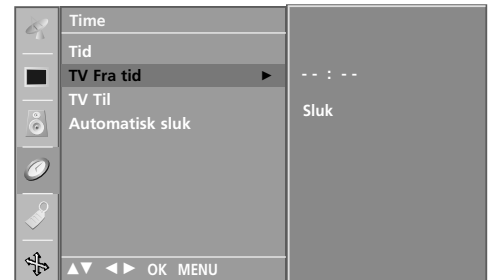 Time
Tid
TV Fra tid ►
TV Til
Automatisk sluk
- - : - -
Sluk
▲▼ ◄► OK MENU